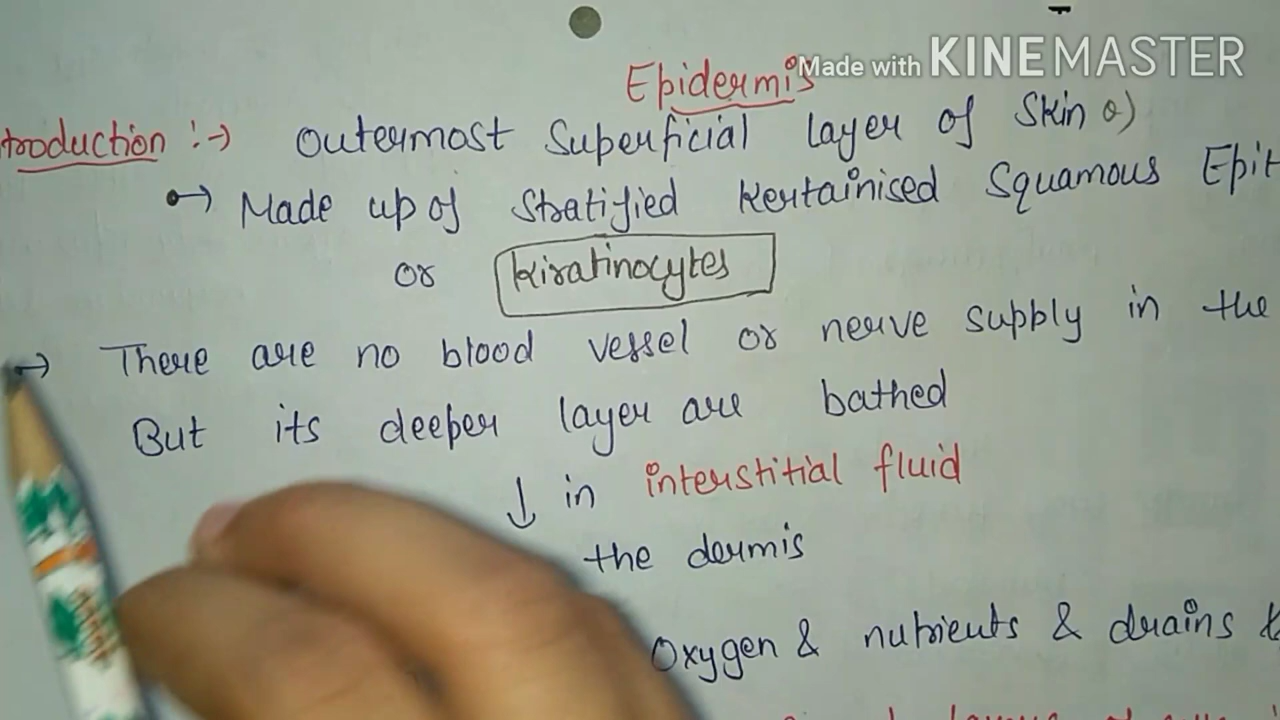 Made with KINEMASTER
Epidermis
troduction :-> Outermost Superficial layer of Skin
Made up of Stratified Kertainised Squamous Epit
or Kiratinocytes
There are no blood vessel or nerve supply in the
But its deeper layer are bathed
↓ in interstitial fluid
the dermis
Oxygen & nutrients & drains